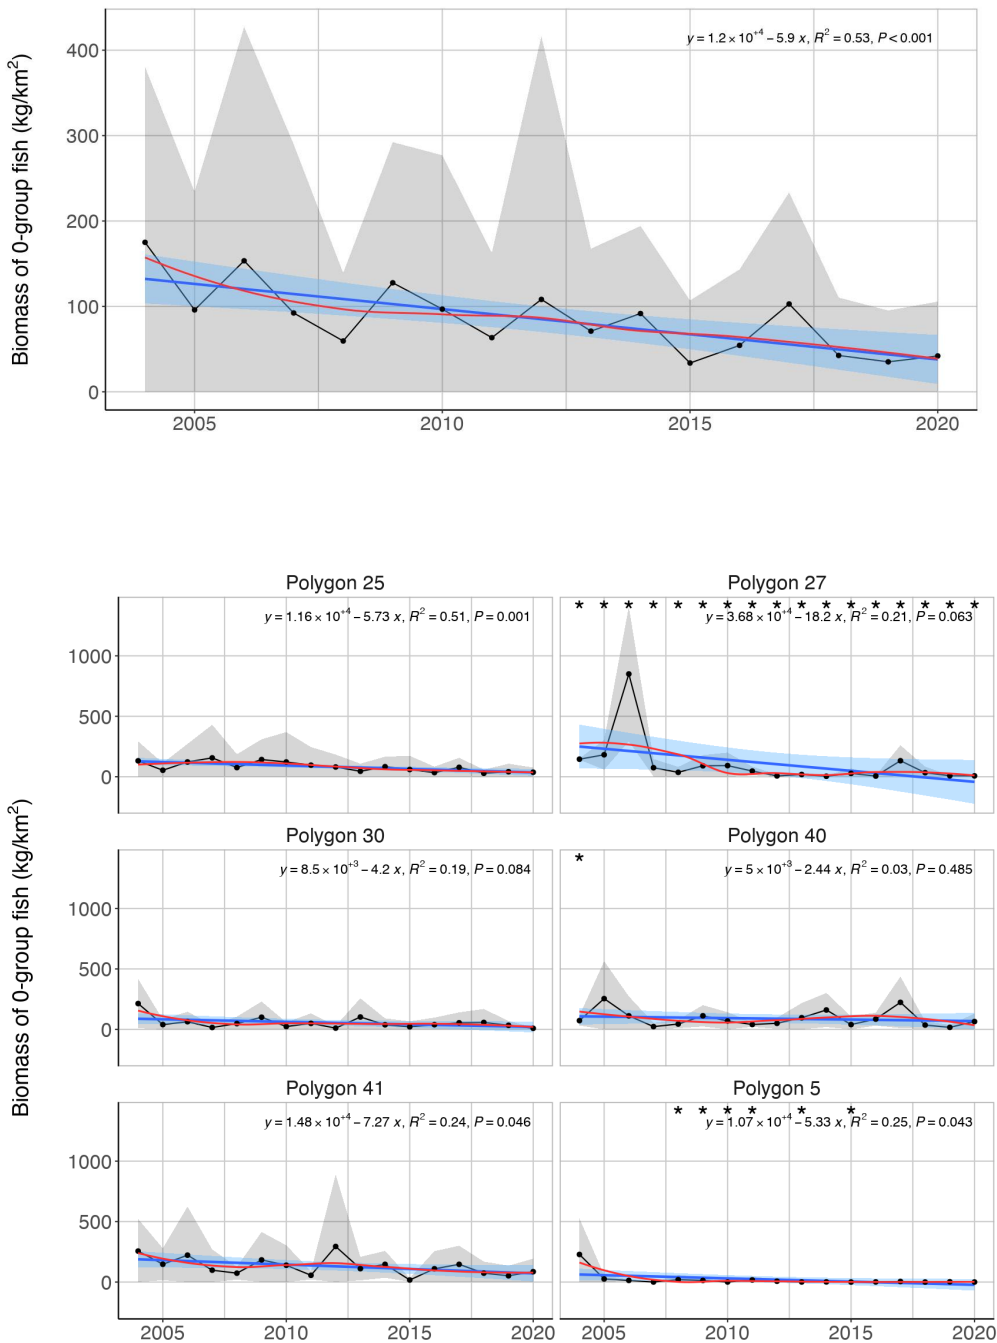 Biomass of 0-group fish (kg/km²)
y = 1.2 × 10⁺⁴ − 5.9 x, R² = 0.53, P < 0.001
400
300
200
100
0
2005 2010 2015 2020
Biomass of 0-group fish (kg/km²)
Polygon 25 Polygon 27
* * * * * * * * * * * * * * * * *
y = 1.16 × 10⁺⁴ − 5.73 x, R² = 0.51, P = 0.001 y = 3.68 × 10⁺⁴ − 18.2 x, R² = 0.21, P = 0.063
1000
500
0
Polygon 30 Polygon 40
*
y = 8.5 × 10⁺³ − 4.2 x, R² = 0.19, P = 0.084 y = 5 × 10⁺³ − 2.44 x, R² = 0.03, P = 0.485
1000
500
0
Polygon 41 Polygon 5
* * * * * *
y = 1.48 × 10⁺⁴ − 7.27 x, R² = 0.24, P = 0.046 y = 1.07 × 10⁺⁴ − 5.33 x, R² = 0.25, P = 0.043
1000
500
0
2005 2010 2015 2020 2005 2010 2015 2020